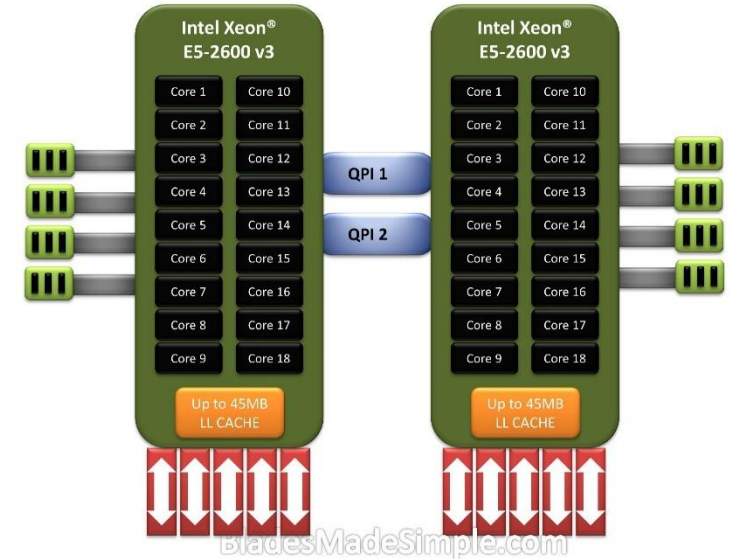 Intel Xeon®
E5-2600 v3
Core 1 Core 10
Core 2 Core 11
Core 3 Core 12
Core 4 Core 13
Core 5 Core 14
Core 6 Core 15
Core 7 Core 16
Core 8 Core 17
Core 9 Core 18
Up to 45MB
LL CACHE
QPI 1
QPI 2
Intel Xeon®
E5-2600 v3
Core 1 Core 10
Core 2 Core 11
Core 3 Core 12
Core 4 Core 13
Core 5 Core 14
Core 6 Core 15
Core 7 Core 16
Core 8 Core 17
Core 9 Core 18
Up to 45MB
LL CACHE
BladesMadeSimple.com